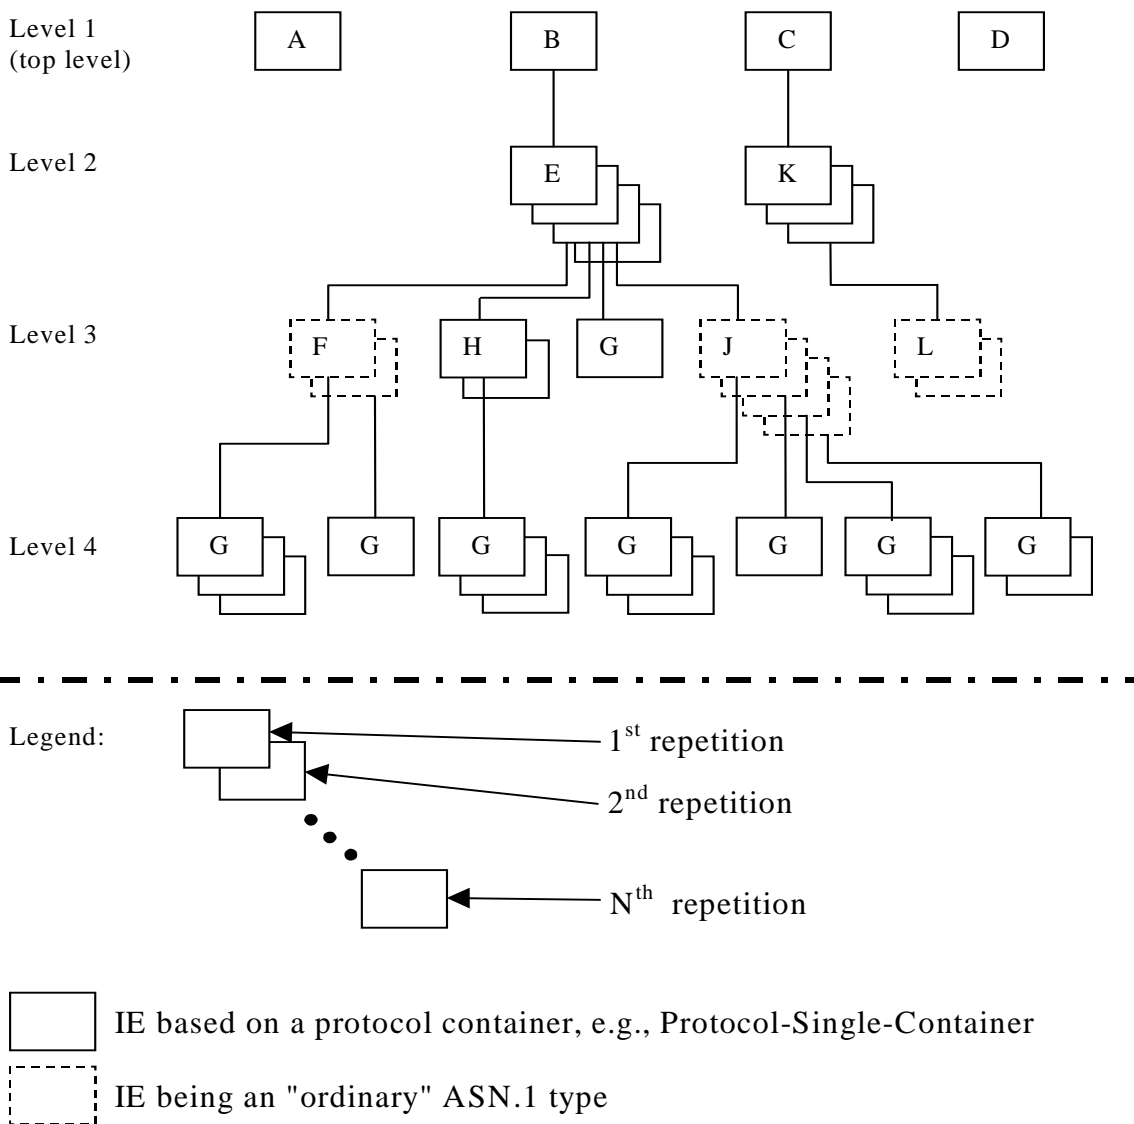 Level 1
(top level)
A
B
C
D
Level 2
E
K
Level 3
F
H
G
J
L
Level 4
G
G
G
G
G
G
G
Legend:
1st repetition
2nd repetition
Nth repetition
IE based on a protocol container, e.g., Protocol-Single-Container
IE being an "ordinary" ASN.1 type